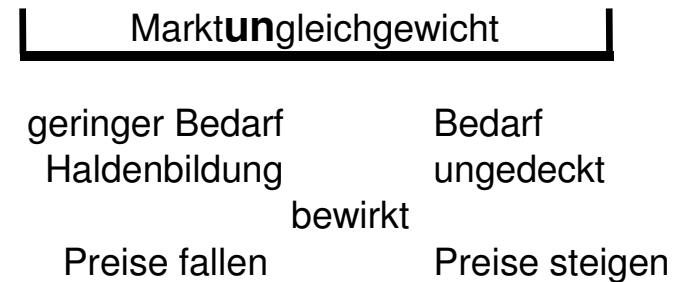 Marktungleichgewicht
geringer Bedarf Bedarf
Haldenbildung ungedeckt
bewirkt
Preise fallen Preise steigen